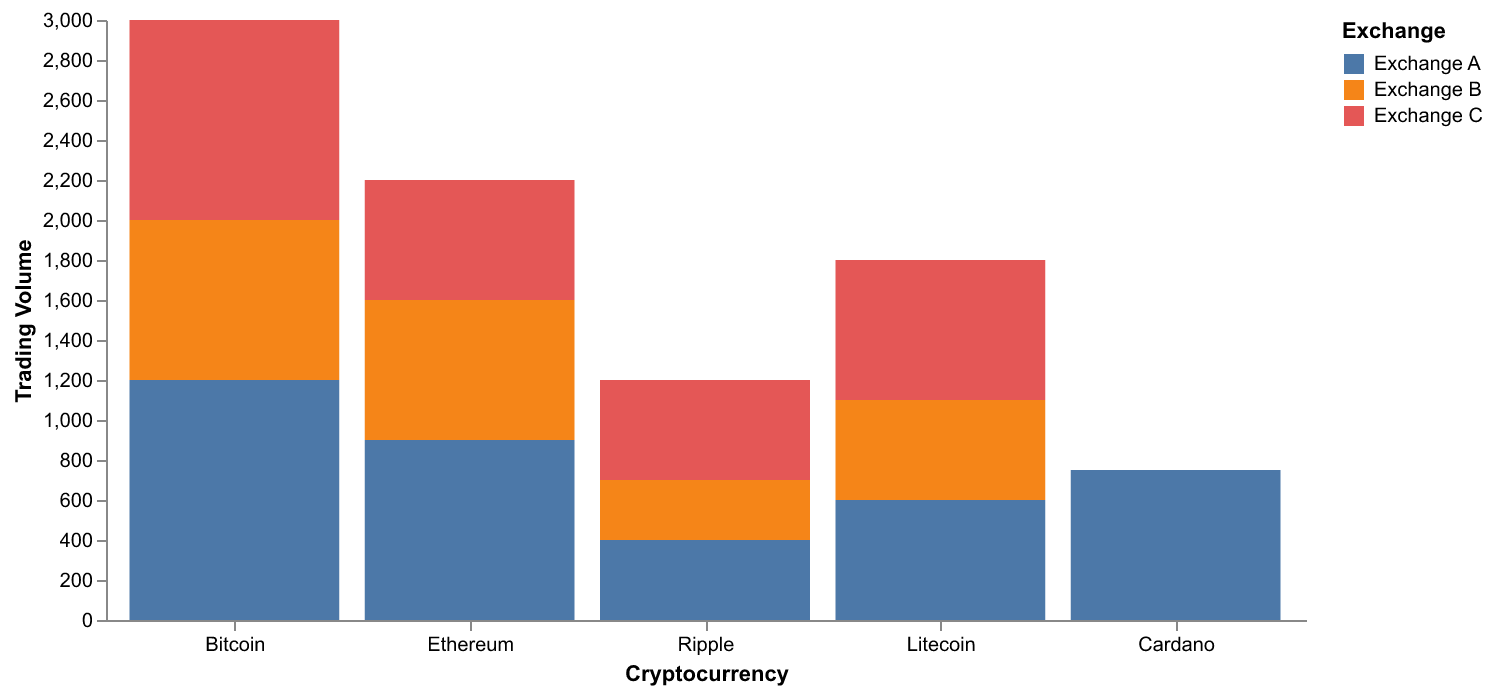 3,000
2,800
2,600
2,400
2,200
2,000
1,800
1,600
1,400
1,200
1,000
800
600
400
200
0
Trading Volume
Bitcoin Ethereum Ripple Litecoin Cardano
Cryptocurrency
Exchange
Exchange A
Exchange B
Exchange C